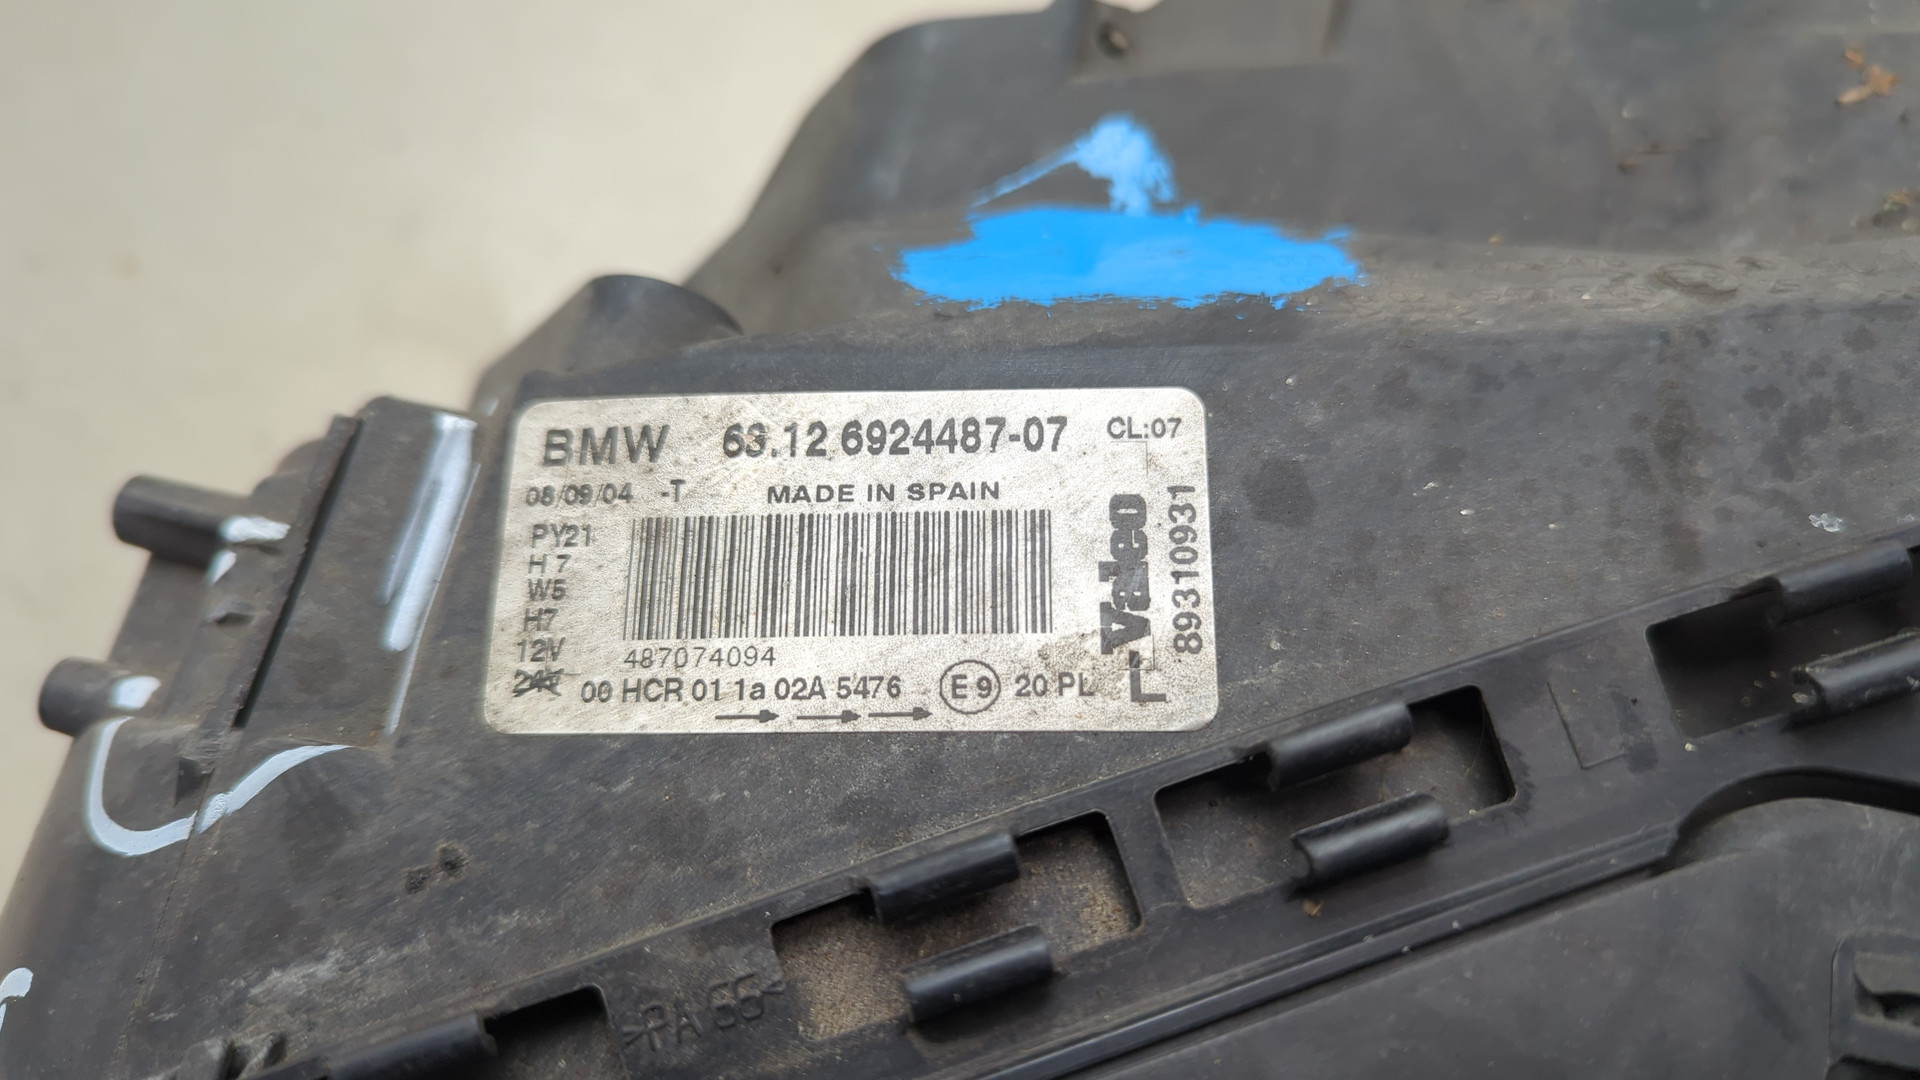 BMW 63.12 6924487-07 CL:07
08/09/04 -T MADE IN SPAIN
PY21
H7
W5
H7
12V
487074094
00 HCR 01 1a 02A 5476 E9 20 PL
Valeo
89310931
>PA 66<